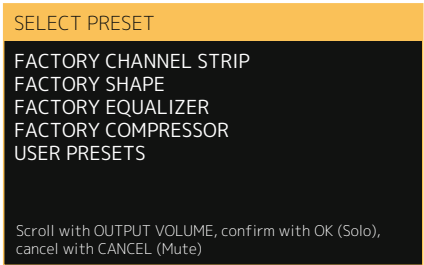 SELECT PRESET
FACTORY CHANNEL STRIP
FACTORY SHAPE
FACTORY EQUALIZER
FACTORY COMPRESSOR
USER PRESETS
Scroll with OUTPUT VOLUME, confirm with OK (Solo),
cancel with CANCEL (Mute)